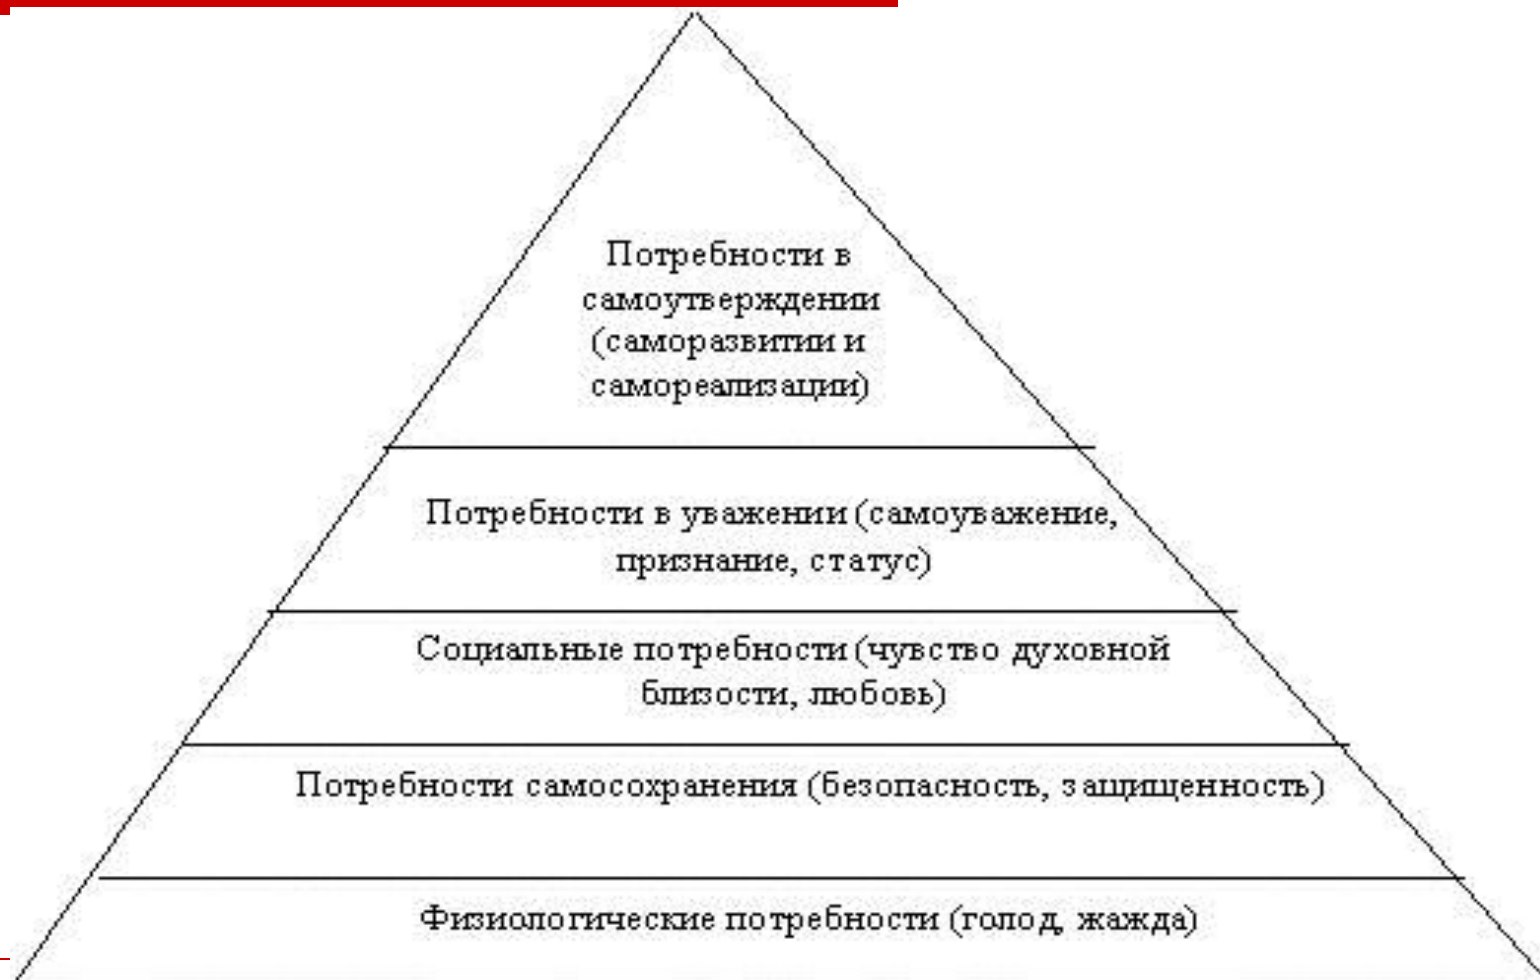 Потребности в
самоутверждении
(саморазвитии и
самореализации)
Потребности в уважении (самоуважение,
признание, статус)
Социальные потребности (чувство духовной
близости, любовь)
Потребности самосохранения (безопасность, защищенность)
Физиологические потребности (голод, жажда)